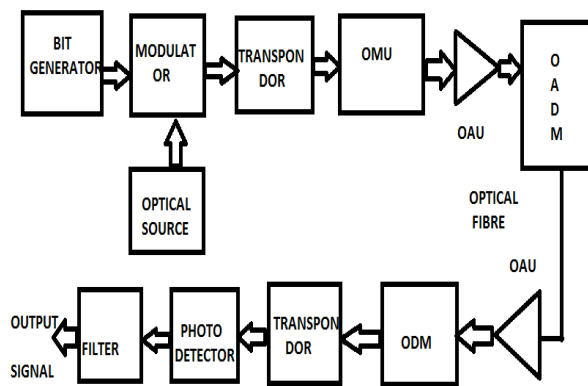 BIT
GENERATOR
MODULAT
OR
TRANSPON
DOR
OMU
OAU
O
A
D
M
OPTICAL
SOURCE
OPTICAL
FIBRE
OAU
ODM
TRANSPON
DOR
PHOTO
DETECTOR
FILTER
OUTPUT
SIGNAL